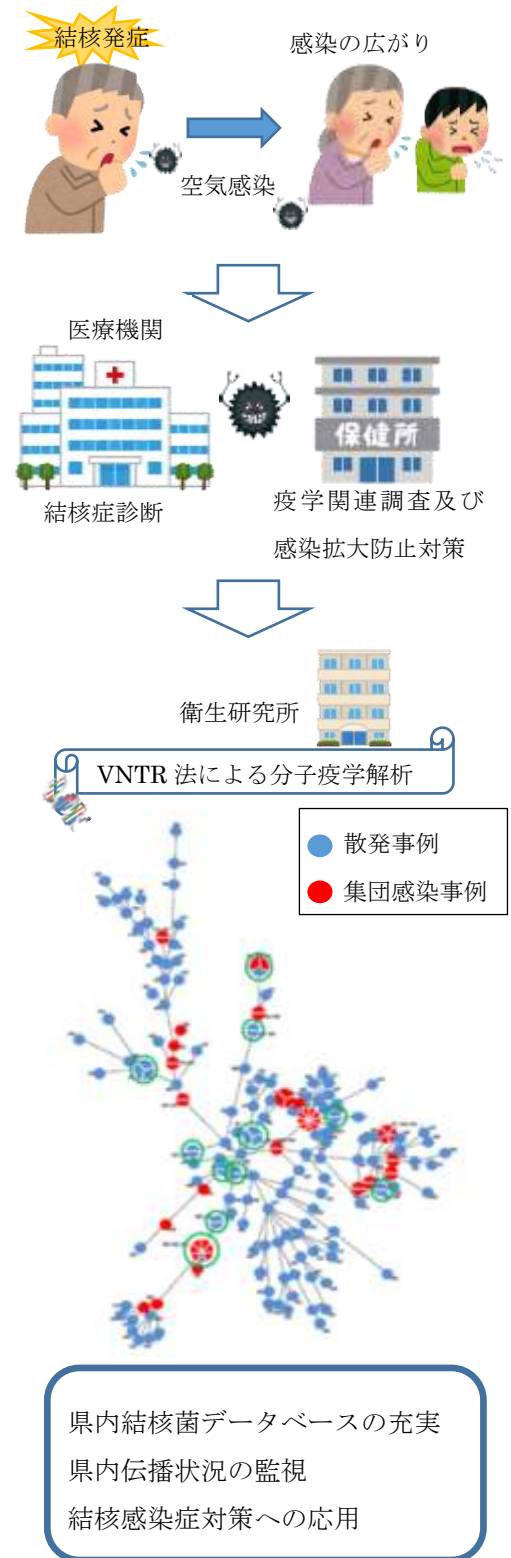 結核発症
感染の広がり
空気感染
医療機関
保健所
結核症診断
疫学関連調査及び
感染拡大防止対策
衛生研究所
VNTR 法による分子疫学解析
散発事例
集団感染事例
県内結核菌データベースの充実
県内伝播状況の監視
結核感染症対策への応用